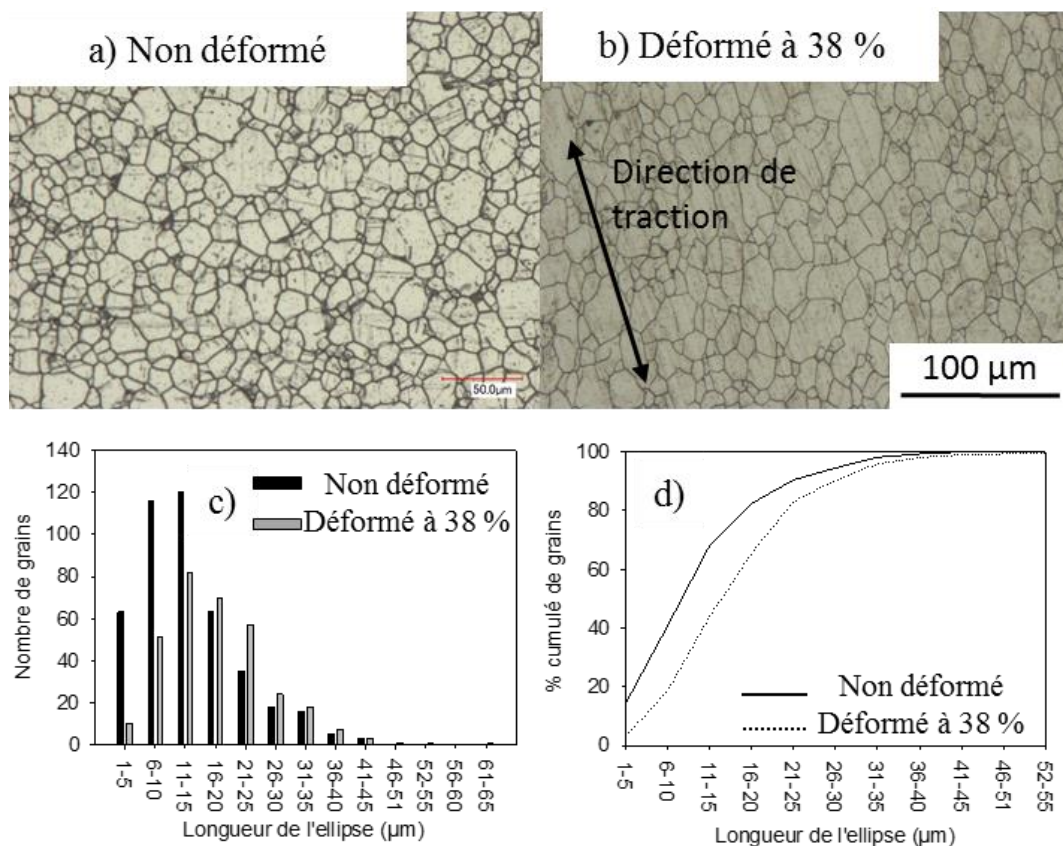 a) Non déformé
b) Déformé à 38 %
Direction de
traction
50.0µm
100 µm
c)
Non déformé
Déformé à 38 %
Nombre de grains
140
120
100
80
60
40
20
0
1-5
6-10
11-15
16-20
21-25
26-30
31-35
36-40
41-45
46-51
52-55
56-60
61-65
Longueur de l'ellipse (µm)
d)
Non déformé
Déformé à 38 %
% cumulé de grains
100
80
60
40
20
0
1-5
6-10
11-15
16-20
21-25
26-30
31-35
36-40
41-45
46-51
52-55
Longueur de l'ellipse (µm)